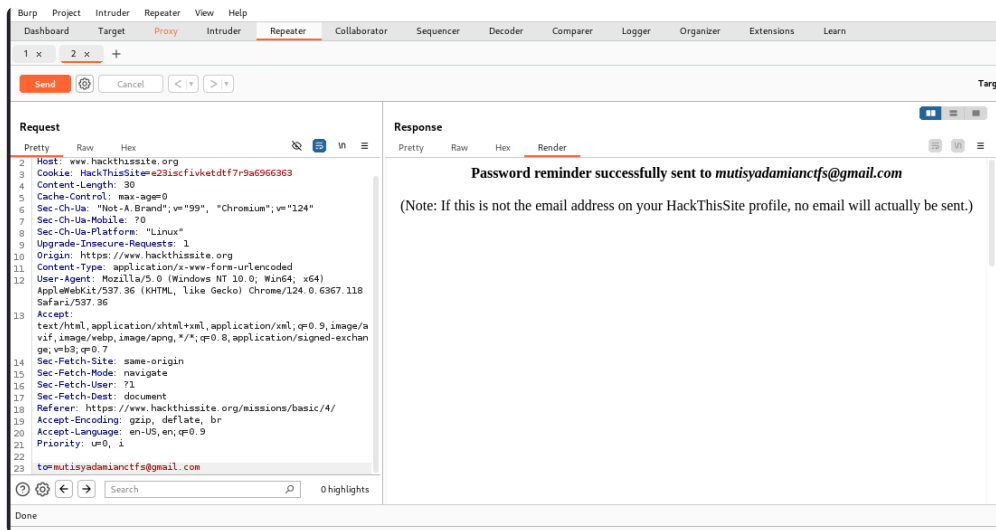 Burp Project Intruder Repeater View Help
Dashboard Target Proxy Intruder Repeater Collaborator Sequencer Decoder Comparer Logger Organizer Extensions Learn
1 × 2 × +
Send Cancel < > Targ
Request
Pretty Raw Hex \n
2 Host: www.hackthissite.org
3 Cookie: HackThisSite=e23iscfivketdtf7r9a6966363
4 Content-Length: 30
5 Cache-Control: max-age=0
6 Sec-Ch-Ua: "Not-A.Brand";v="99", "Chromium";v="124"
7 Sec-Ch-Ua-Mobile: ?0
8 Sec-Ch-Ua-Platform: "Linux"
9 Upgrade-Insecure-Requests: 1
10 Origin: https://www.hackthissite.org
11 Content-Type: application/x-www-form-urlencoded
12 User-Agent: Mozilla/5.0 (Windows NT 10.0; Win64; x64)
AppleWebKit/537.36 (KHTML, like Gecko) Chrome/124.0.6367.118
Safari/537.36
13 Accept:
text/html,application/xhtml+xml,application/xml;q=0.9,image/a
vif,image/webp,image/apng,*/*;q=0.8,application/signed-exchan
ge;v=b3;q=0.7
14 Sec-Fetch-Site: same-origin
15 Sec-Fetch-Mode: navigate
16 Sec-Fetch-User: ?1
17 Sec-Fetch-Dest: document
18 Referer: https://www.hackthissite.org/missions/basic/4/
19 Accept-Encoding: gzip, deflate, br
20 Accept-Language: en-US,en;q=0.9
21 Priority: u=0, i
22
23 to=mutisyadamianctfs@gmail.com
Search 0 highlights
Response
Pretty Raw Hex Render \n
Password reminder successfully sent to mutisyadamianctfs@gmail.com
(Note: If this is not the email address on your HackThisSite profile, no email will actually be sent.)
Done